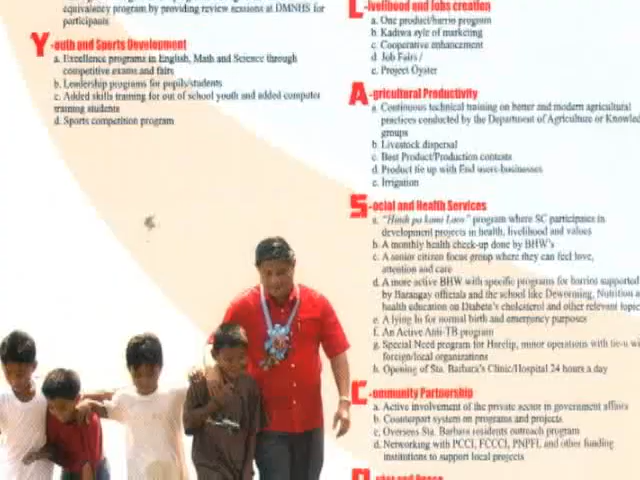 equivalency program by providing review sessions at DMNHS for
participants
Youth and Sports Development
a. Excellence programs in English, Math and Science through
competitive exams and fairs
b. Leadership programs for pupils/students
c. Added skills training for out of school youth and added computer
training students
d. Sports competition program
Livelihood and Jobs creation
a. One product/barrio program
b. Kadiwa style of marketing
c. Cooperative enhancement
d. Job Fairs /
e. Project Oyster
A-gricultural Productivity
a. Continuous technical training on better and modern agricultural
practices conducted by the Department of Agriculture or Knowled
groups
b. Livestock dispersal
c. Best Product/Production contests
d. Product tie up with End users-businesses
e. Irrigation
S-ocial and Health Services
a. program where SC participates in
development projects in health, livelihood and values
b. A monthly health check-up done by BHW's
c. A senior citizen focus group where they can feel love,
attention and care
d. A more active BHW with specific programs for barrios supported
by Barangay officials and the school like Deworming, Nutrition a
health education on Diabete's cholesterol and other relevant topic
e. A lying In for normal birth and emergency purposes
f. An Active Anti-TB program
g. Special Need program for Harelip, minor operations with tie-u wi
foreign/local organizations
h. Opening of Sta. Barbara's Clinic/Hospital 24 hours a day
C-ommunity Partnership
a. Active involvement of the private sector in government affairs
b. Counterpart system on programs and projects
c. Oversees Sta. Barbara residents outreach program
d. Networking with PCCI, FCCCI, PNPFI, and other funding
institutions to support local projects